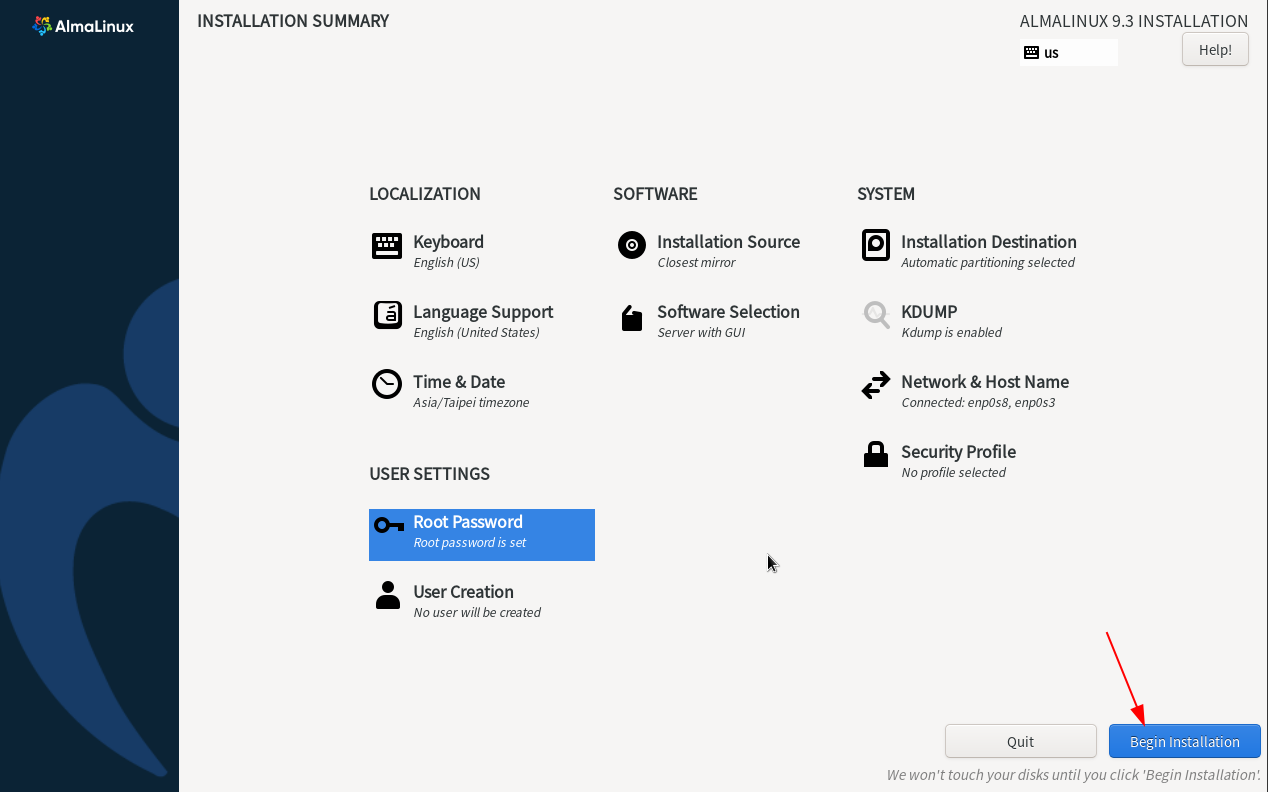 AlmaLinux
INSTALLATION SUMMARY
ALMALINUX 9.3 INSTALLATION
us
Help!
LOCALIZATION
Keyboard
English (US)
Language Support
English (United States)
Time & Date
Asia/Taipei timezone
SOFTWARE
Installation Source
Closest mirror
Software Selection
Server with GUI
SYSTEM
Installation Destination
Automatic partitioning selected
KDUMP
Kdump is enabled
Network & Host Name
Connected: enp0s8, enp0s3
Security Profile
No profile selected
USER SETTINGS
Root Password
Root password is set
User Creation
No user will be created
Quit
Begin Installation
We won't touch your disks until you click 'Begin Installation'.